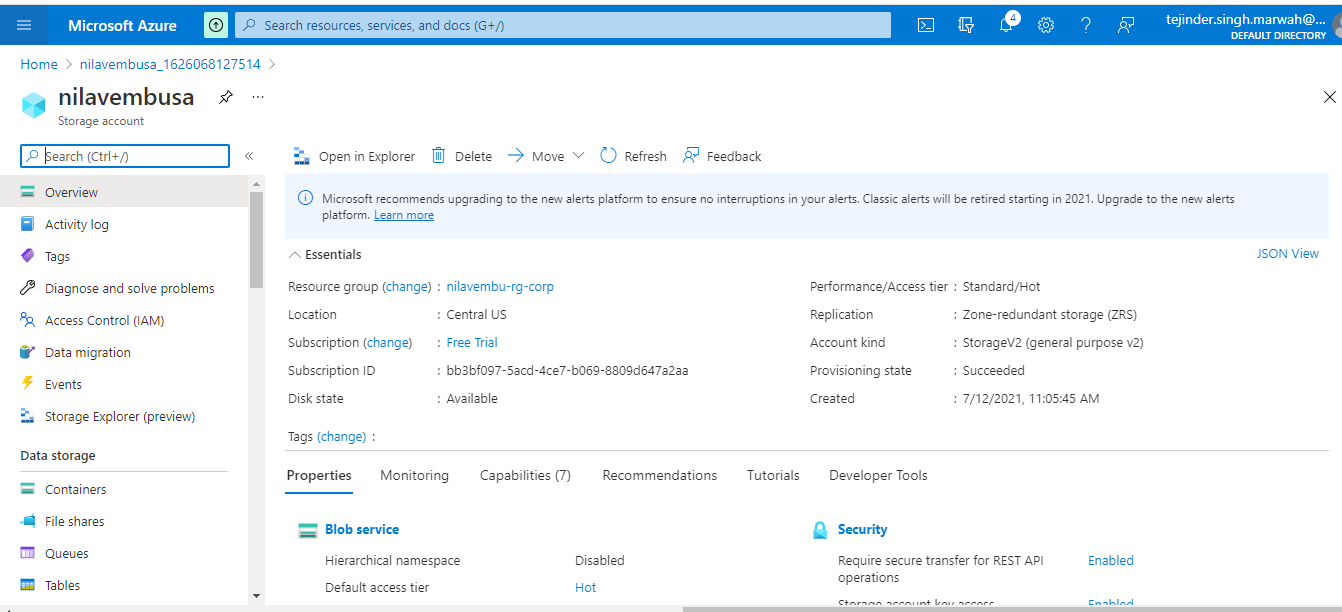 Microsoft Azure
Search resources, services, and docs (G+/)
4
tejinder.singh.marwah@...
DEFAULT DIRECTORY
Home > nilavembusa_1626068127514 >
nilavembusa
...
Storage account
Search (Ctrl+/)
«
Overview
Activity log
Tags
Diagnose and solve problems
Access Control (IAM)
Data migration
Events
Storage Explorer (preview)
Data storage
Containers
File shares
Queues
Tables
Open in Explorer Delete Move Refresh Feedback
Microsoft recommends upgrading to the new alerts platform to ensure no interruptions in your alerts. Classic alerts will be retired starting in 2021. Upgrade to the new alerts
platform. Learn more
Essentials JSON View
Resource group (change) : nilavembu-rg-corp
Location : Central US
Subscription (change) : Free Trial
Subscription ID : bb3bf097-5acd-4ce7-b069-8809d647a2aa
Disk state : Available
Performance/Access tier : Standard/Hot
Replication : Zone-redundant storage (ZRS)
Account kind : StorageV2 (general purpose v2)
Provisioning state : Succeeded
Created : 7/12/2021, 11:05:45 AM
Tags (change) :
Properties Monitoring Capabilities (7) Recommendations Tutorials Developer Tools
Blob service
Hierarchical namespace Disabled
Default access tier Hot
Security
Require secure transfer for REST API Enabled
operations
Storage account key access Enabled